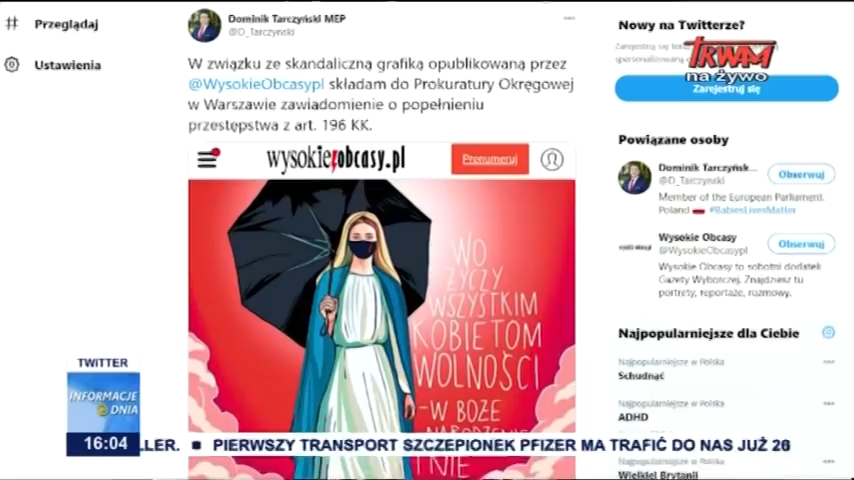 # Przeglądaj
Ustawienia
Dominik Tarczyński MEP
@D_Tarczynski
W związku ze skandaliczną grafiką opublikowaną przez
@WysokieObcasypl składam do Prokuratury Okręgowej
w Warszawie zawiadomienie o popełnieniu
przestępstwa z art. 196 KK.
wysokieobcasy.pl
Prenumeruj
WO
ŻYCZY
WSZYSTKIM
KOBIETOM
WOLNOŚCI
-W BOŻE
NARODZENIE
I NIE
Nowy na Twitterze?
TRWAM
na żywo
Zarejestruj się
Powiązane osoby
Dominik Tarczyńsk...
@D_Tarczynski
Obserwuj
Member of the European Parliament.
Poland #BabiesLivesMatter
Wysokie Obcasy
@WysokieObcasypl
Obserwuj
Wysokie Obcasy to sobotni dodatek
Gazety Wyborczej. Znajdziesz tu
portrety, reportaże, rozmowy.
Najpopularniejsze dla Ciebie
Najpopularniejsze w Polsce
Schudnąć
Najpopularniejsze w Polsce
ADHD
Najpopularniejsze w
Wielkiej Brytanii
TWITTER
INFORMACJE
DNIA
16:04
LLER. ■ PIERWSZY TRANSPORT SZCZEPIONEK PFIZER MA TRAFIĆ DO NAS JUŻ 26